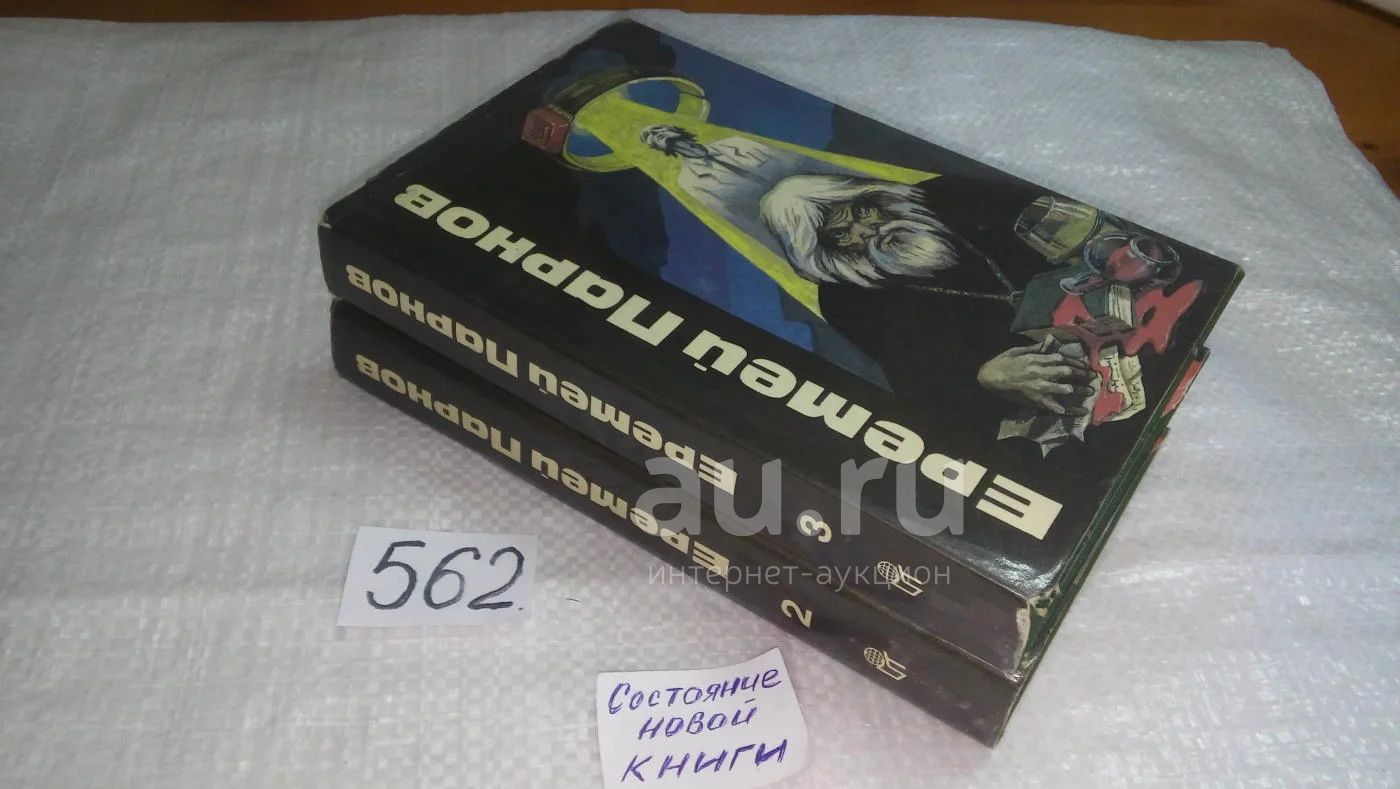 Еремей Парнов
Еремей Парнов
3
Еремей Парнов
2
au.ru
интернет-аукцион
562.
Состояние
новой
книги